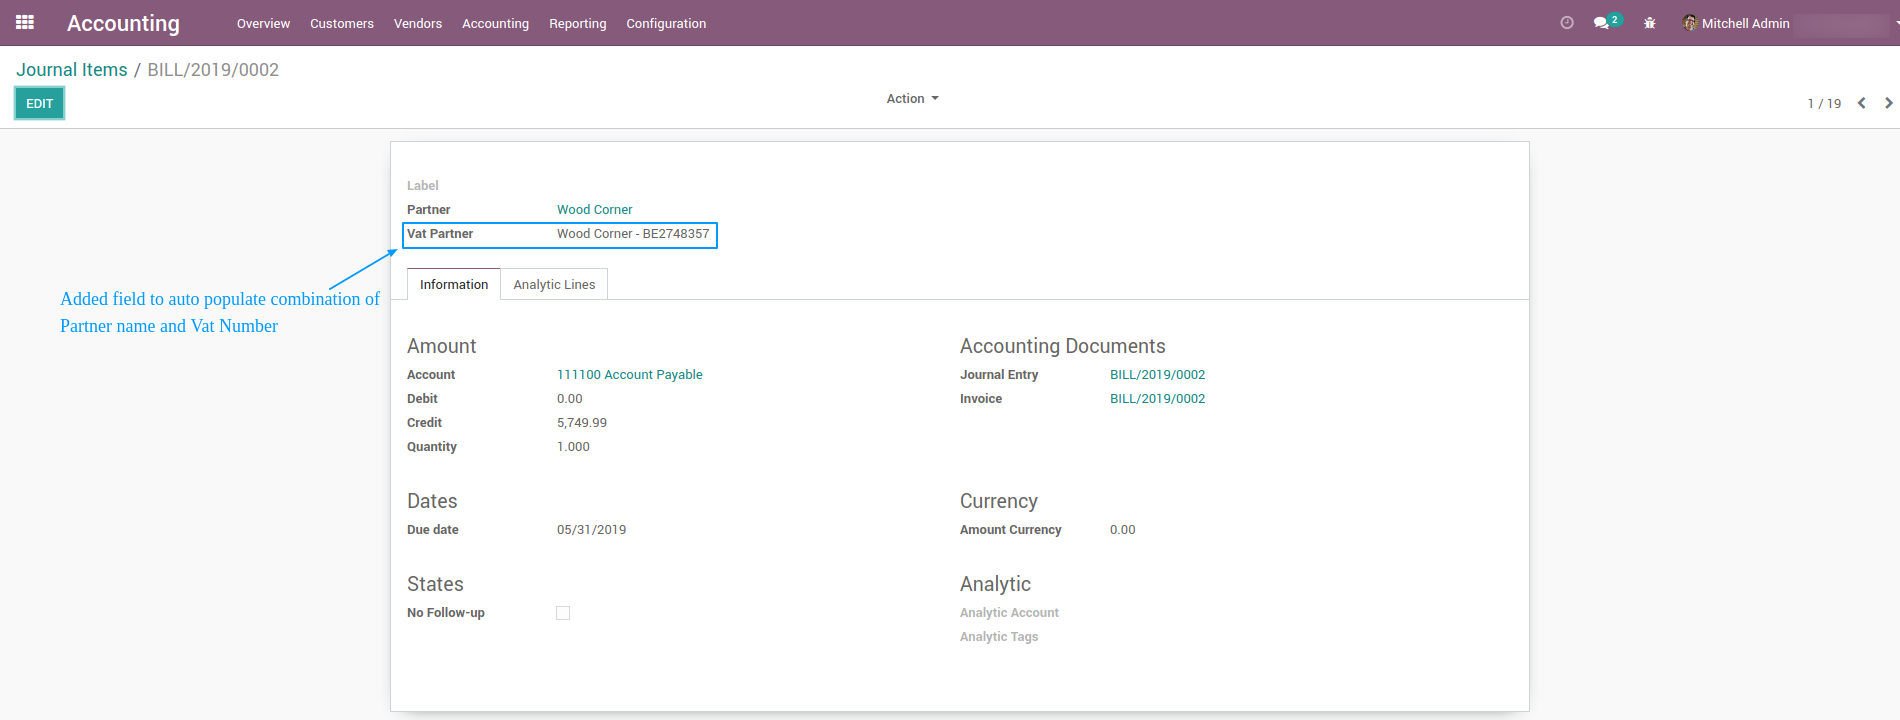 Accounting Overview Customers Vendors Accounting Reporting Configuration 2 Mitchell Admin
Journal Items / BILL/2019/0002
EDIT Action 1 / 19
Label
Partner Wood Corner
Vat Partner Wood Corner - BE2748357
Information Analytic Lines
Added field to auto populate combination of
Partner name and Vat Number
Amount Accounting Documents
Account 111100 Account Payable Journal Entry BILL/2019/0002
Debit 0.00 Invoice BILL/2019/0002
Credit 5,749.99
Quantity 1.000
Dates Currency
Due date 05/31/2019 Amount Currency 0.00
States Analytic
No Follow-up Analytic Account
Analytic Tags